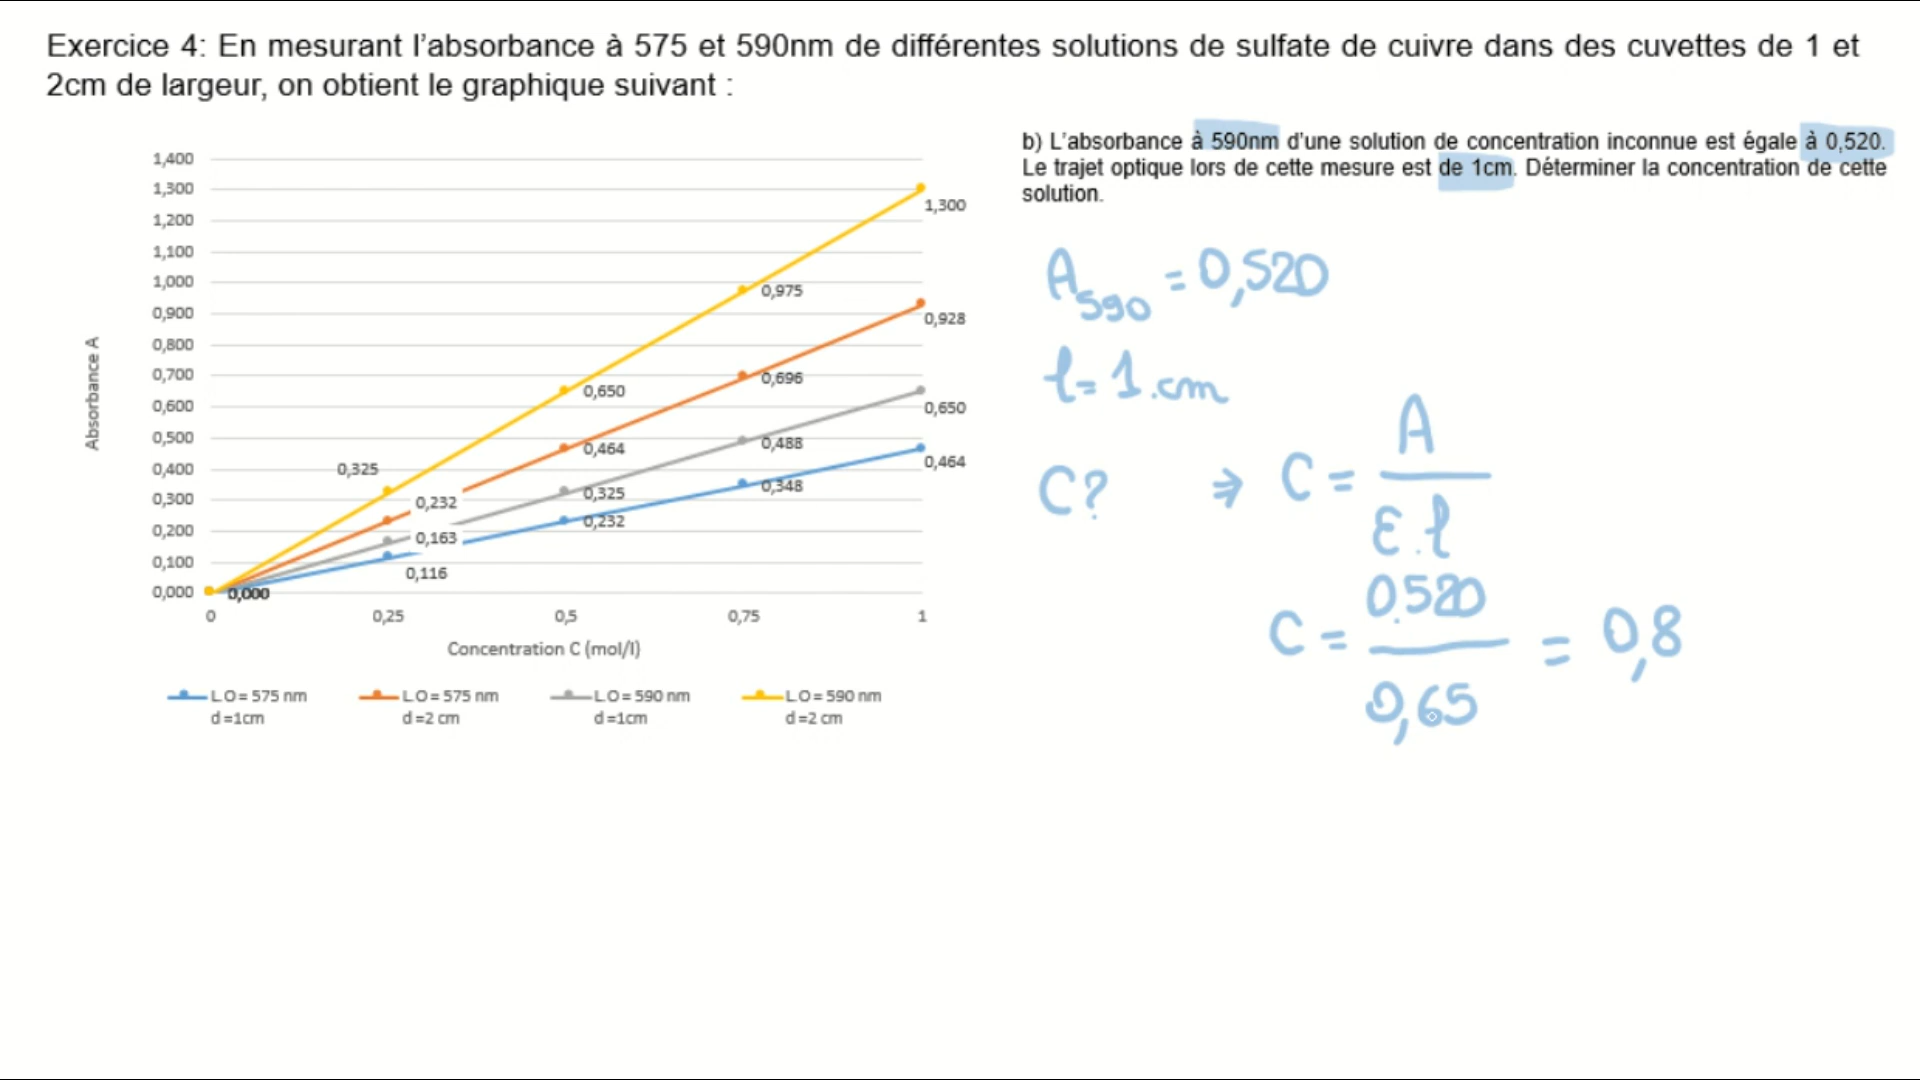 Exercice 4: En mesurant l'absorbance à 575 et 590nm de différentes solutions de sulfate de cuivre dans des cuvettes de 1 et
2cm de largeur, on obtient le graphique suivant :
b) L'absorbance à 590nm d'une solution de concentration inconnue est égale à 0,520.
Le trajet optique lors de cette mesure est de 1cm. Déterminer la concentration de cette
solution.
Absorbance A
1,400
1,300
1,200
1,100
1,000
0,900
0,800
0,700
0,600
0,500
0,400
0,300
0,200
0,100
0,000
1,300
0,975
0,928
0,650
0,696
0,650
0,464
0,488
0,464
0,325
0,232
0,325
0,348
0,163
0,232
0,116
0,000
0 0,25 0,5 0,75 1
Concentration C (mol/l)
L.O = 575 nm d =1cm
L.O = 575 nm d =2 cm
L.O = 590 nm d =1cm
L.O = 590 nm d =2 cm
A590 = 0,520
l = 1.cm
C? ⇒ C = A / ε.l
C = 0.520 / 0,65 = 0,8